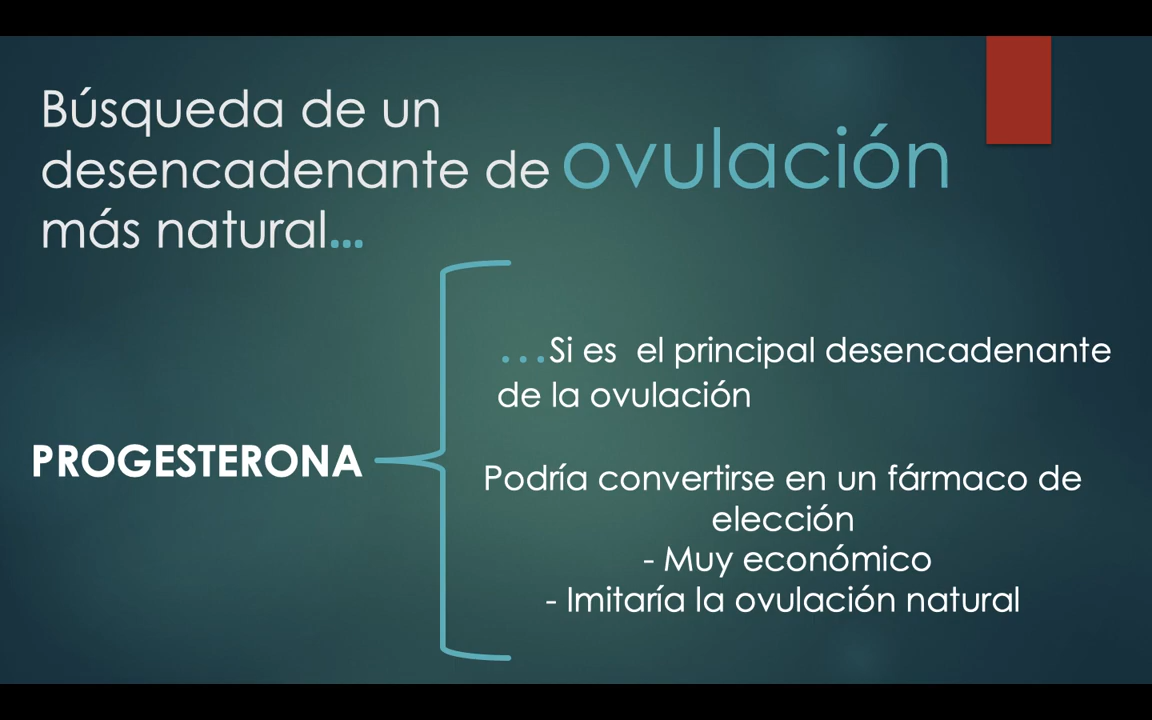 Búsqueda de un
desencadenante de ovulación
más natural...
...Si es el principal desencadenante
de la ovulación
PROGESTERONA
Podría convertirse en un fármaco de
elección
- Muy económico
- Imitaría la ovulación natural